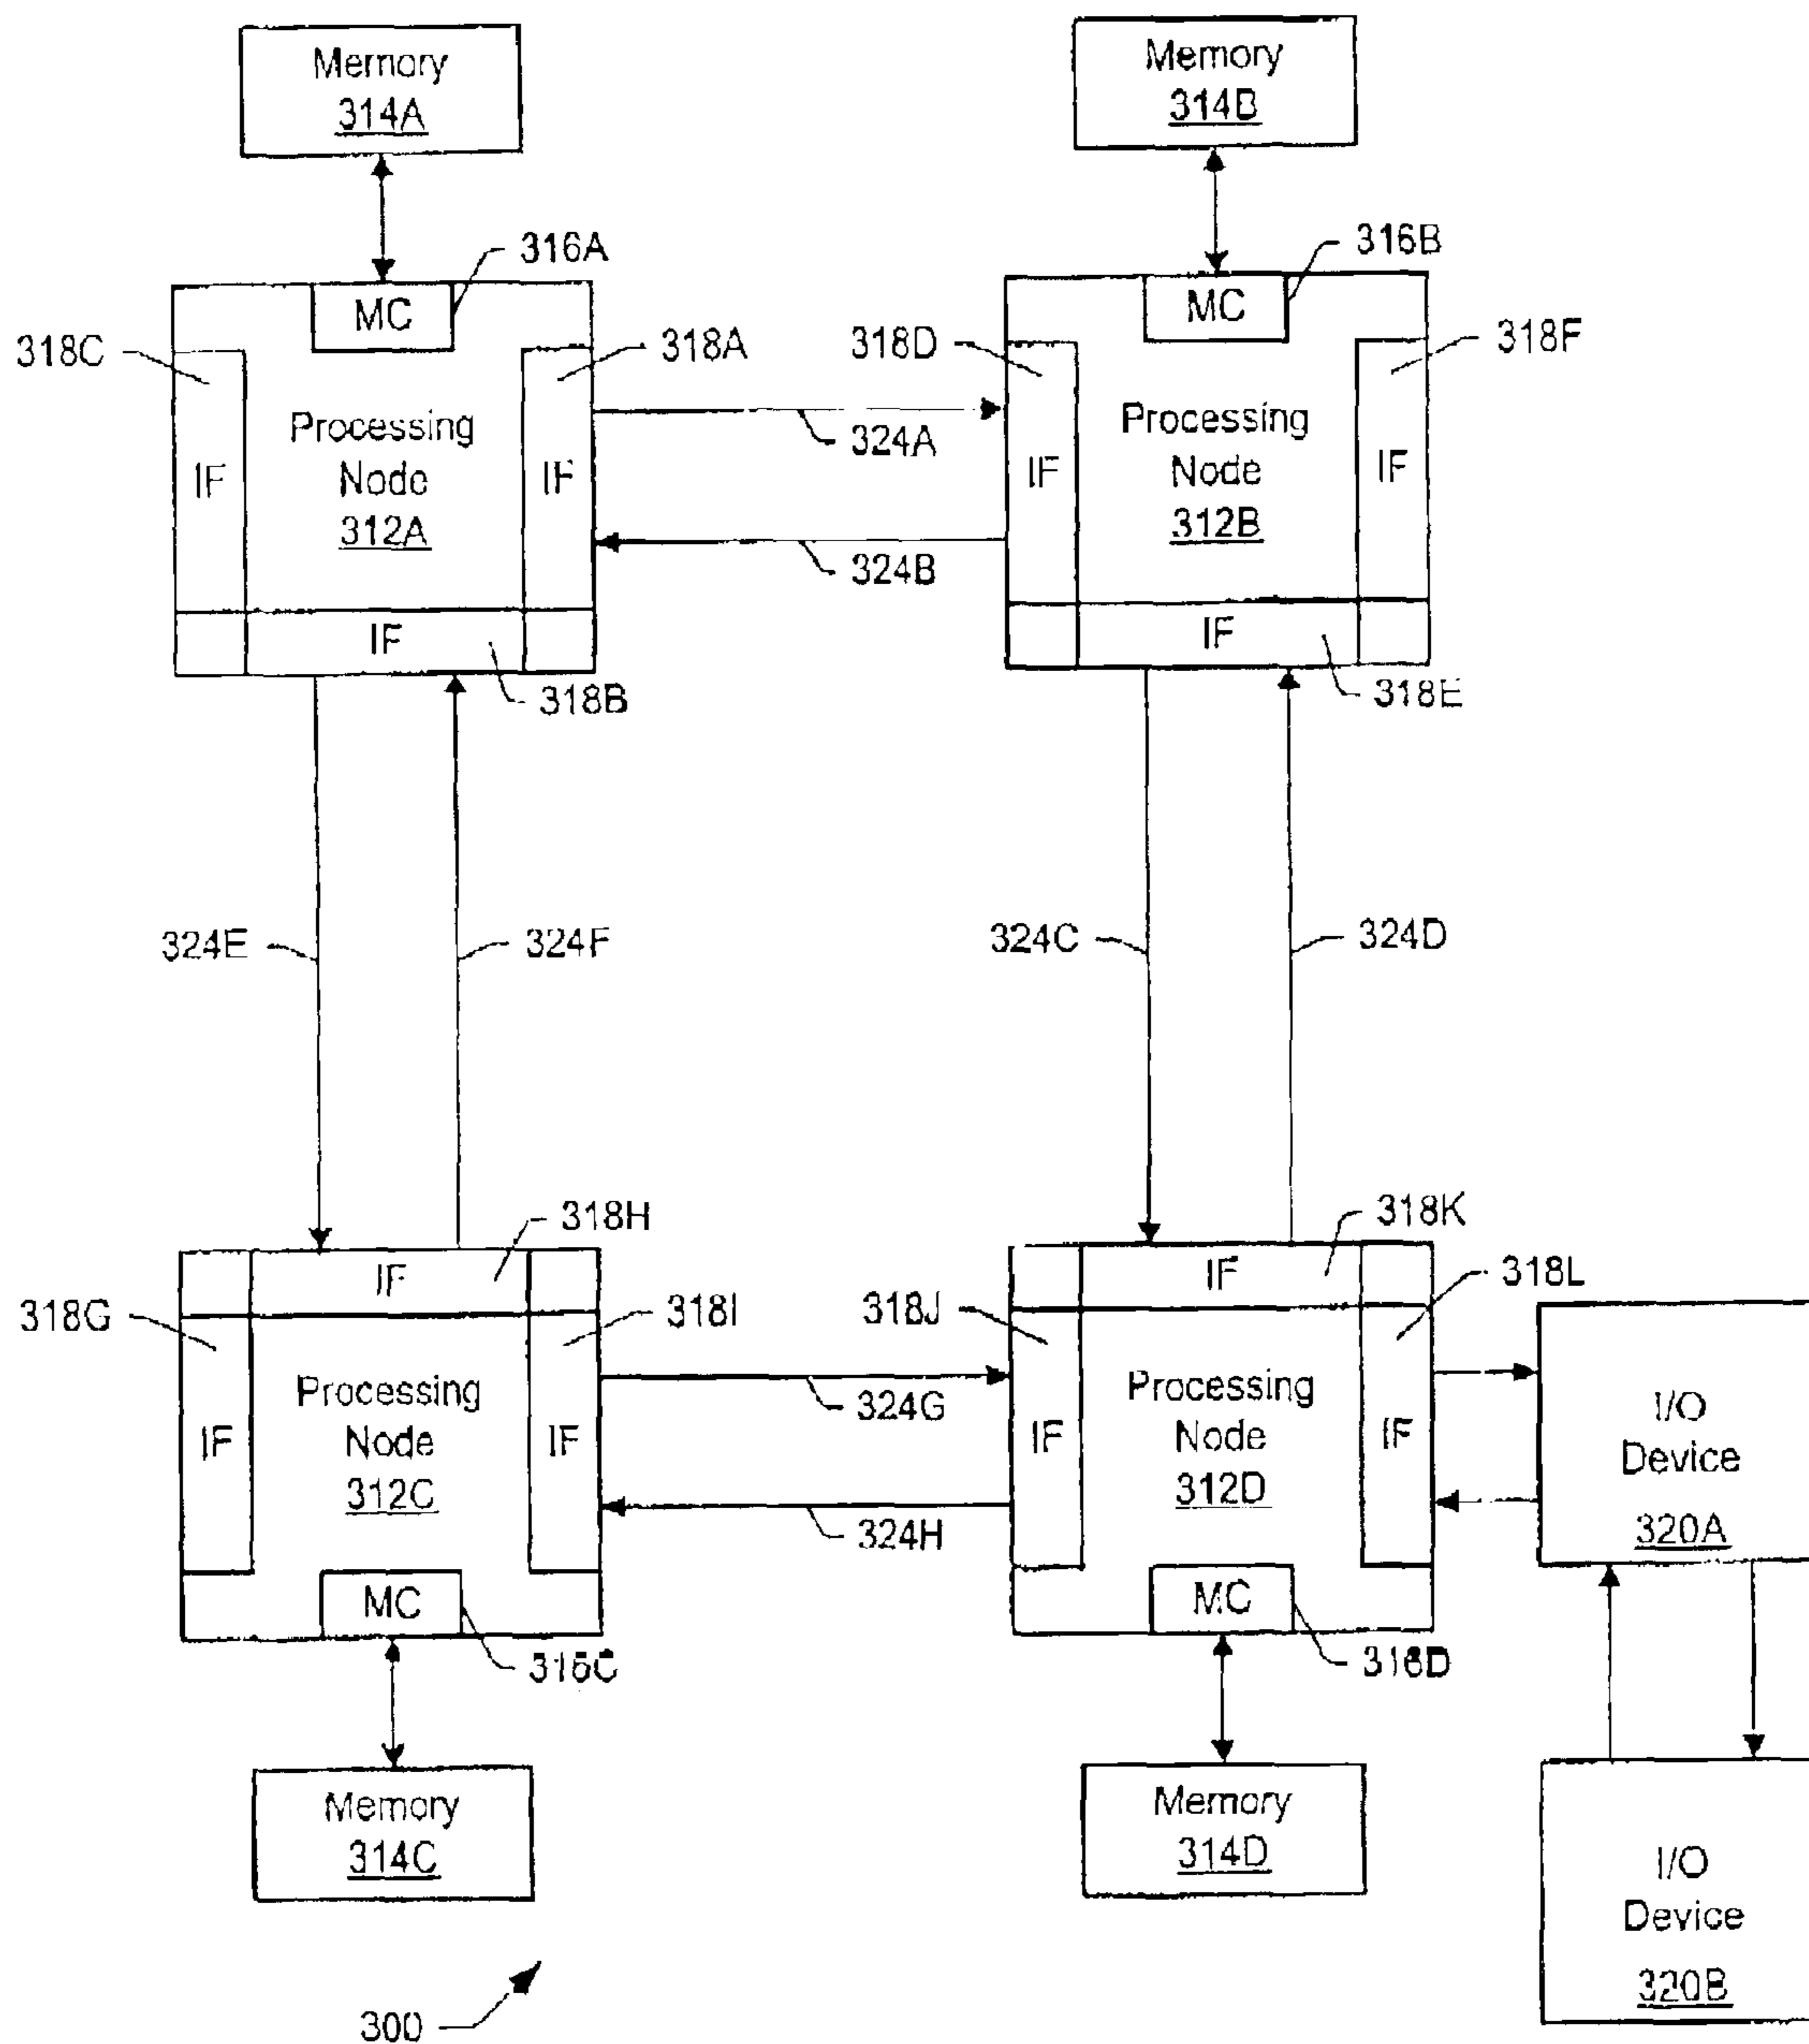 Memory
314A
Memory
314B
316A
316B
MC
MC
318C
318A
318D
318F
Processing
Node
312A
Processing
Node
312B
IF
IF
IF
IF
324A
324B
IF
IF
318B
318E
324E
324F
324C
324D
318H
318K
IF
IF
318G
318I
318J
318L
Processing
Node
312C
Processing
Node
312D
IF
IF
IF
IF
324G
324H
I/O
Device
320A
MC
MC
316C
316D
Memory
314C
Memory
314D
I/O
Device
320B
300